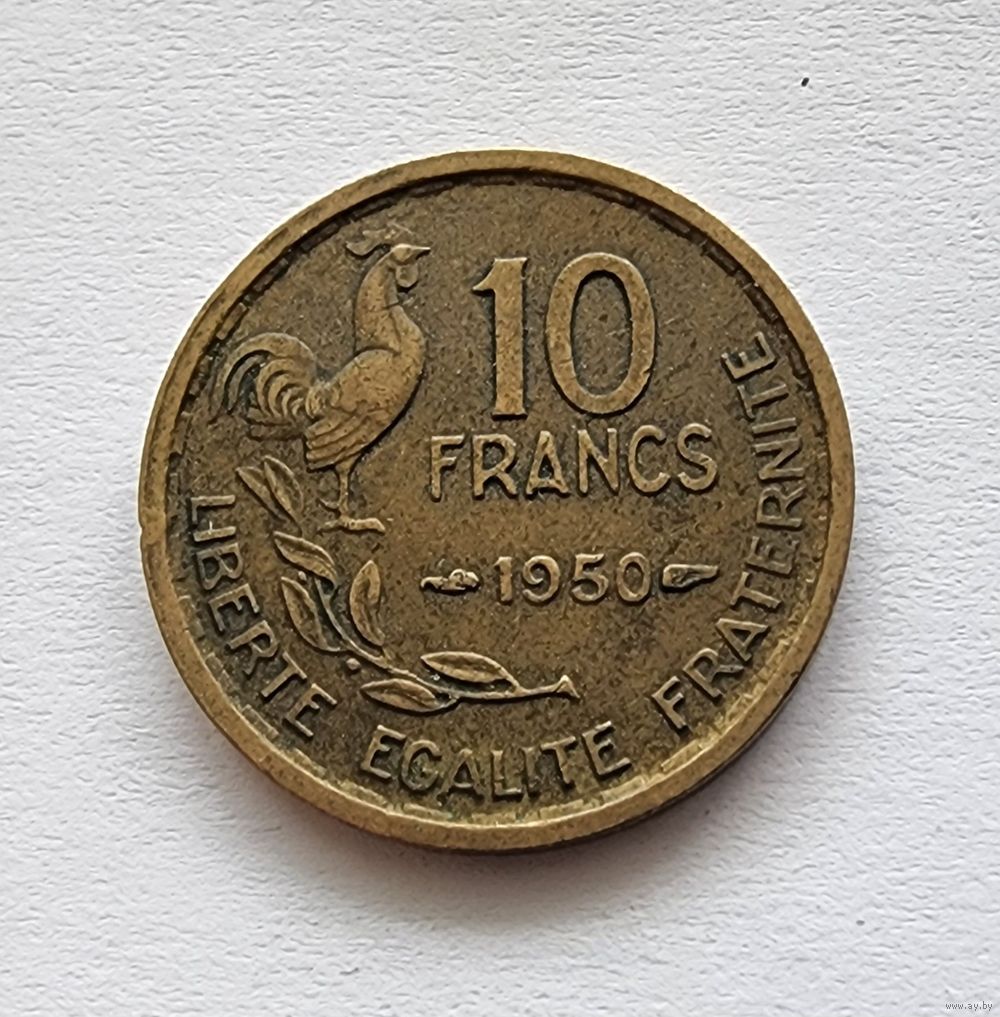 10
FRANCS
1950
LIBERTE EGALITE FRATERNITE
www.ay.by